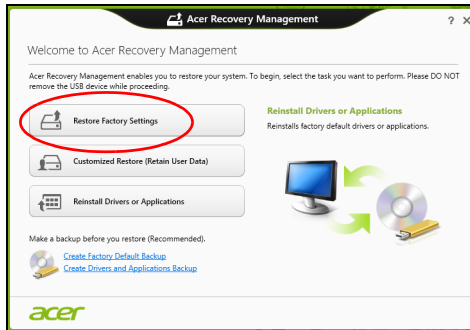 Acer Recovery Management
? X
Welcome to Acer Recovery Management
Acer Recovery Management enables you to restore your system. To begin, select the task you want to perform. Please DO NOT
remove the USB device while proceeding.
Restore Factory Settings
Customized Restore (Retain User Data)
Reinstall Drivers or Applications
Reinstall Drivers or Applications
Reinstalls factory default drivers or applications.
Make a backup before you restore (Recommended).
Create Factory Default Backup
Create Drivers and Applications Backup
acer